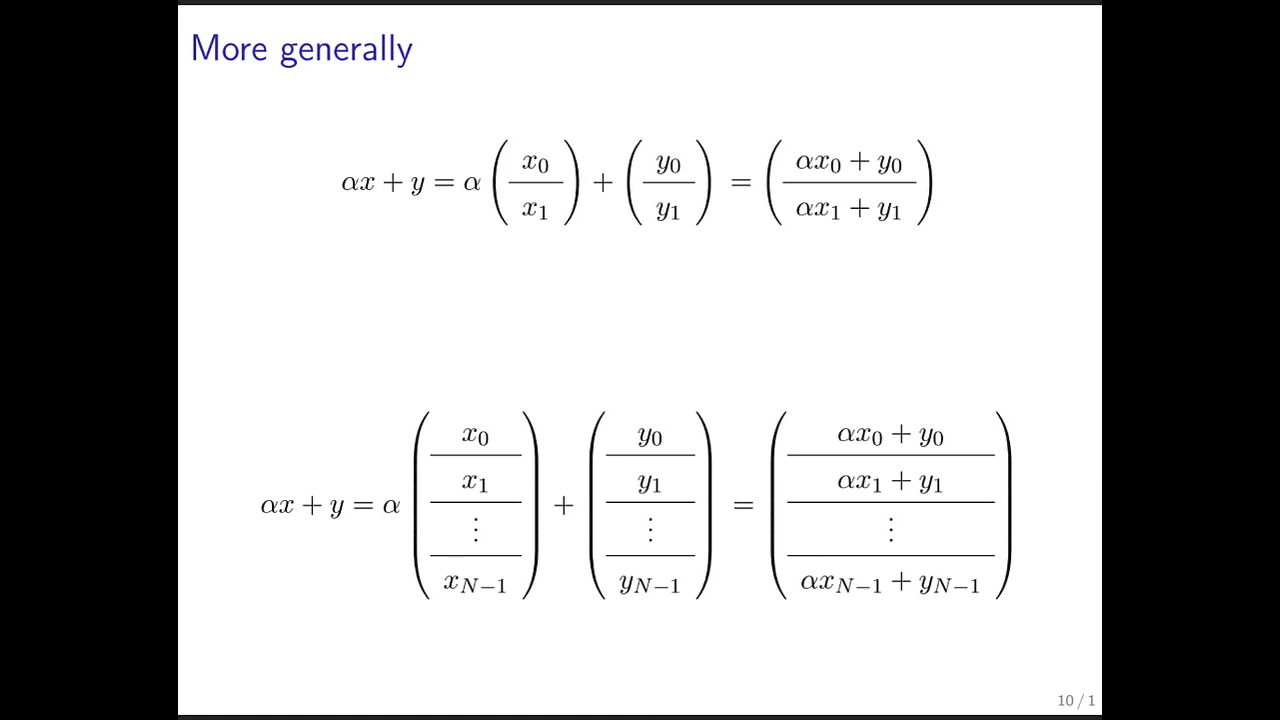 More generally
αx + y = α ( x₀ / x₁ ) + ( y₀ / y₁ ) = ( αx₀ + y₀ / αx₁ + y₁ )
αx + y = α ( x₀ / x₁ / ⋮ / x_{N−1} ) + ( y₀ / y₁ / ⋮ / y_{N−1} ) = ( αx₀ + y₀ / αx₁ + y₁ / ⋮ / αx_{N−1} + y_{N−1} )
10 / 1